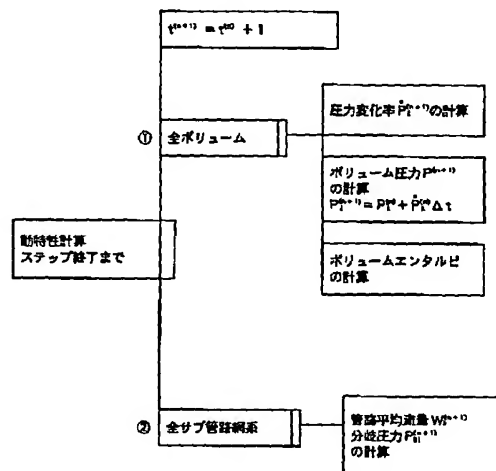 t⁽ⁿ⁺¹⁾ = t⁽ⁿ⁾ + 1
圧力変化率 Ṗᵢ⁽ⁿ⁺¹⁾の計算
① 全ボリューム
ボリューム圧力 P⁽ⁿ⁺¹⁾
の計算
Pᵢ⁽ⁿ⁺¹⁾ = Pᵢ⁽ⁿ⁾ + Ṗᵢ⁽ⁿ⁾ Δt
動特性計算
ステップ終了まで
ボリュームエンタルピ
の計算
② 全サブ管路網系
管路平均流量 Wᵢ⁽ⁿ⁺¹⁾
分岐圧力 P⁽ⁿ⁺¹⁾
の計算